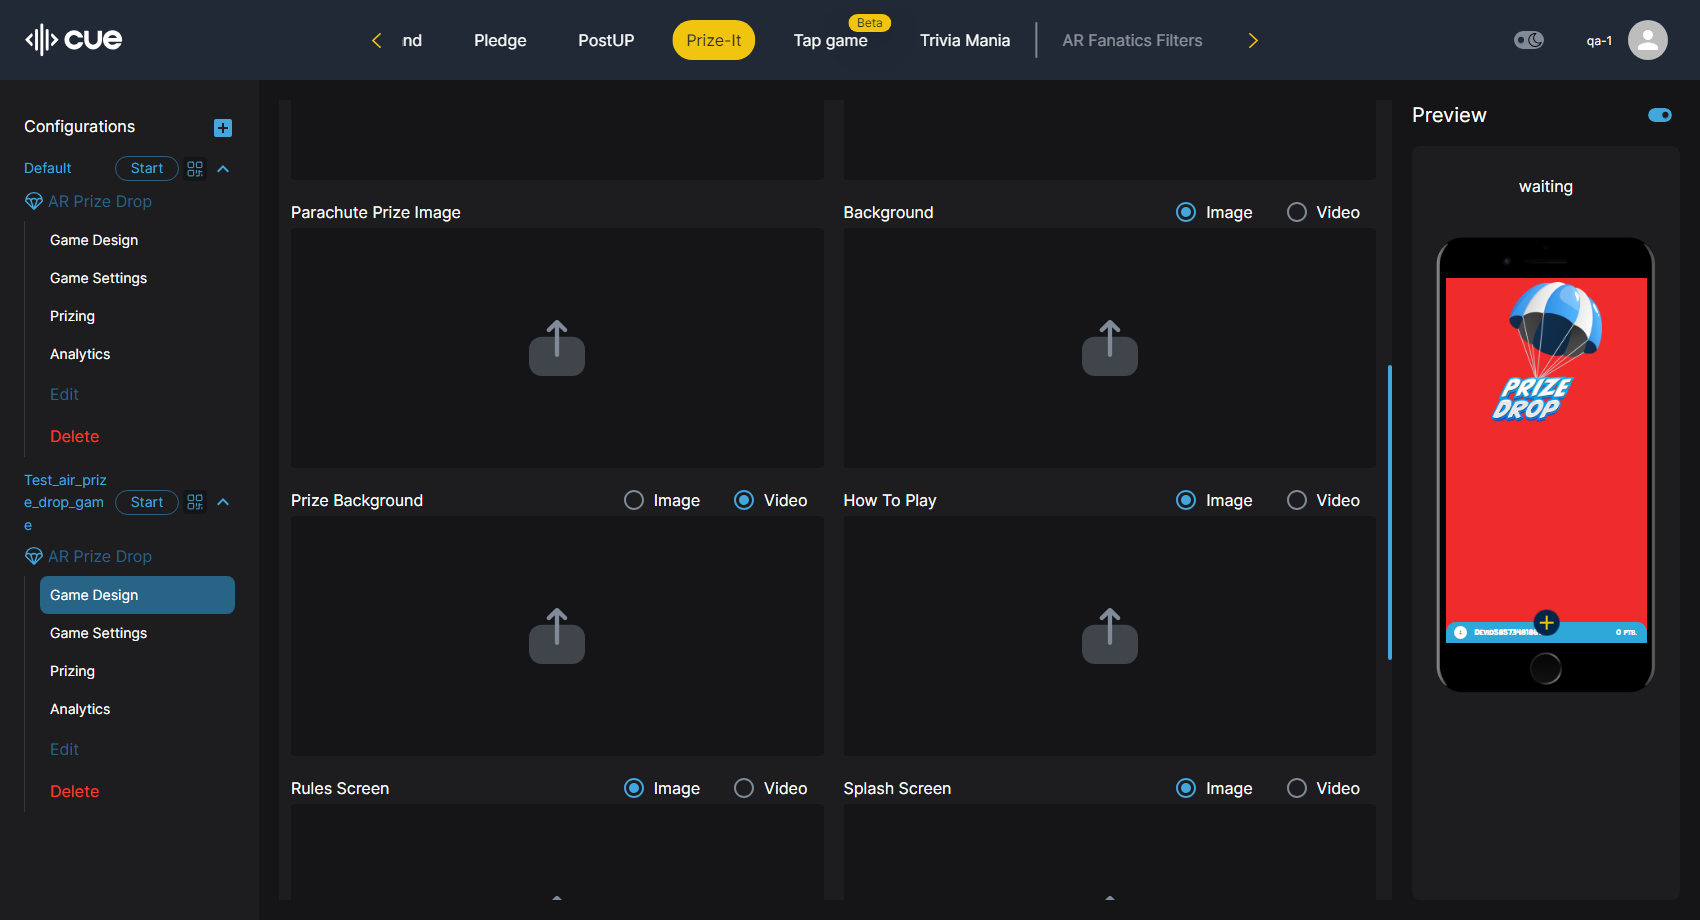 cue
nd
Pledge
PostUP
Prize-It
Beta
Tap game
Trivia Mania
AR Fanatics Filters
qa-1
Configurations
Default
Start
AR Prize Drop
Game Design
Game Settings
Prizing
Analytics
Edit
Delete
Test_air_priz
e_drop_gam
e
Start
AR Prize Drop
Game Design
Game Settings
Prizing
Analytics
Edit
Delete
Parachute Prize Image
Background
Image
Video
Prize Background
Image
Video
How To Play
Image
Video
Rules Screen
Image
Video
Splash Screen
Image
Video
Preview
waiting
PRIZE
DROP
0 PTS.